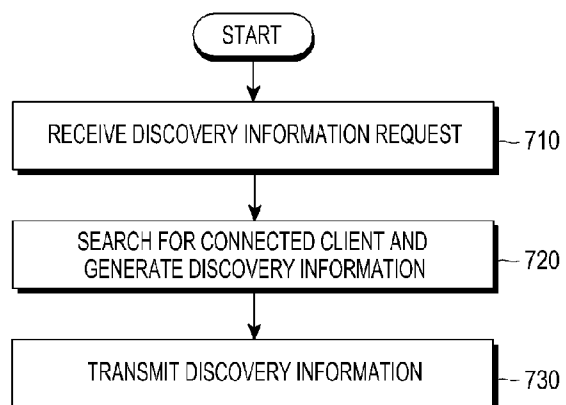 START
RECEIVE DISCOVERY INFORMATION REQUEST
710
SEARCH FOR CONNECTED CLIENT AND
GENERATE DISCOVERY INFORMATION
720
TRANSMIT DISCOVERY INFORMATION
730